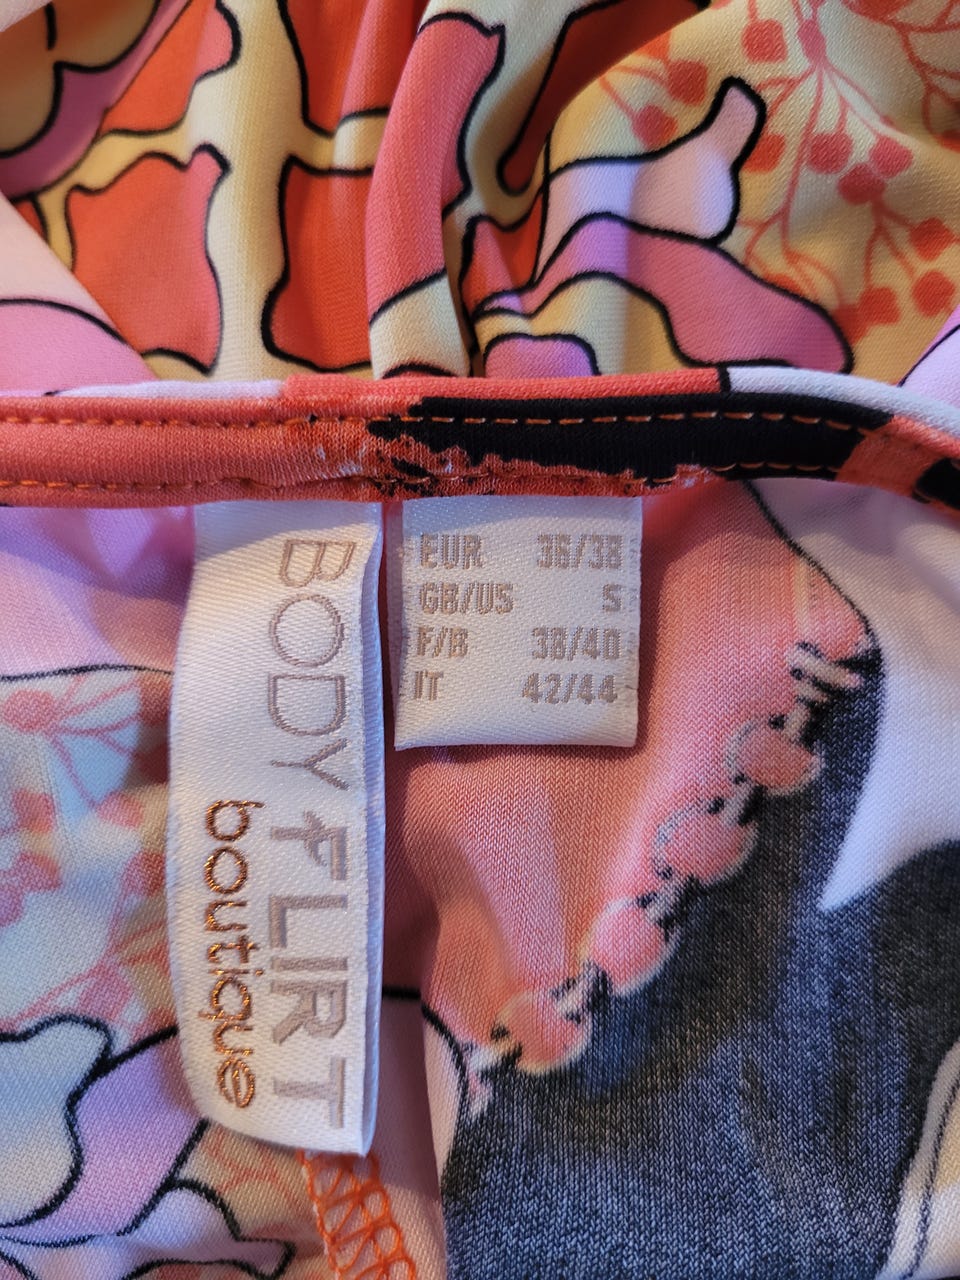 BODY FLIRT
boutique
EUR 36/38
GB/US S
F/B 38/40
IT 42/44